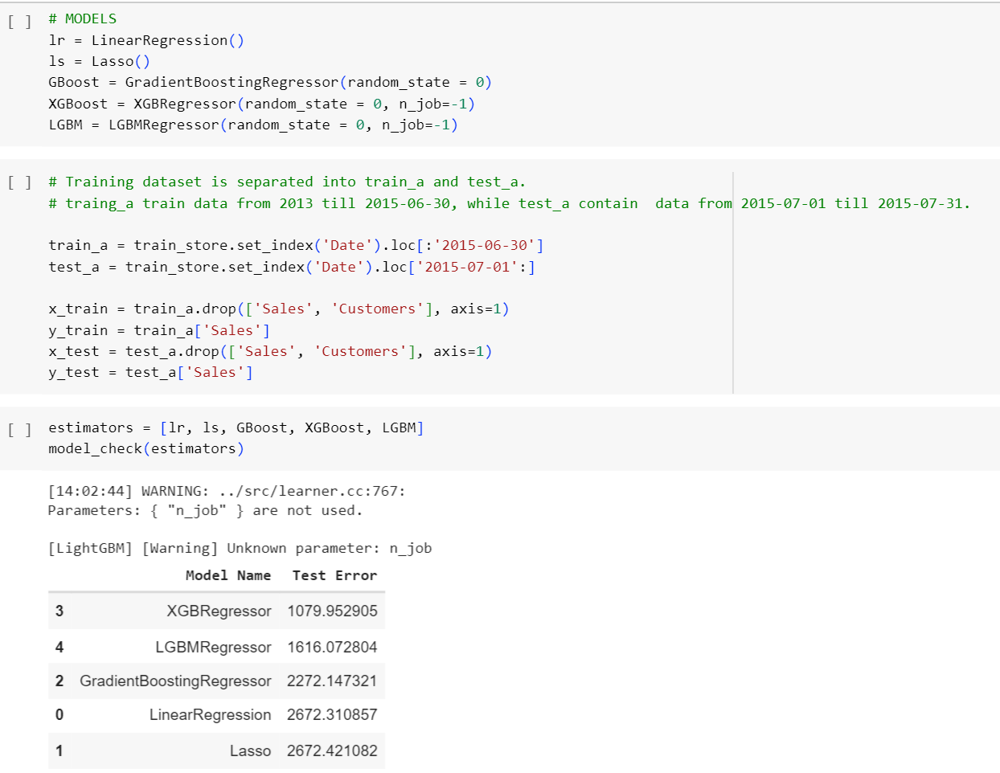 [ ] # MODELS
lr = LinearRegression()
ls = Lasso()
GBoost = GradientBoostingRegressor(random_state = 0)
XGBoost = XGBRegressor(random_state = 0, n_job=-1)
LGBM = LGBMRegressor(random_state = 0, n_job=-1)
[ ] # Training dataset is separated into train_a and test_a.
# traing_a train data from 2013 till 2015-06-30, while test_a contain  data from 2015-07-01 till 2015-07-31.
train_a = train_store.set_index('Date').loc[:'2015-06-30']
test_a = train_store.set_index('Date').loc['2015-07-01':]
x_train = train_a.drop(['Sales', 'Customers'], axis=1)
y_train = train_a['Sales']
x_test = test_a.drop(['Sales', 'Customers'], axis=1)
y_test = test_a['Sales']
[ ] estimators = [lr, ls, GBoost, XGBoost, LGBM]
model_check(estimators)
[14:02:44] WARNING: ../src/learner.cc:767:
Parameters: { "n_job" } are not used.
[LightGBM] [Warning] Unknown parameter: n_job
Model Name Test Error
3 XGBRegressor 1079.952905
4 LGBMRegressor 1616.072804
2 GradientBoostingRegressor 2272.147321
0 LinearRegression 2672.310857
1 Lasso 2672.421082